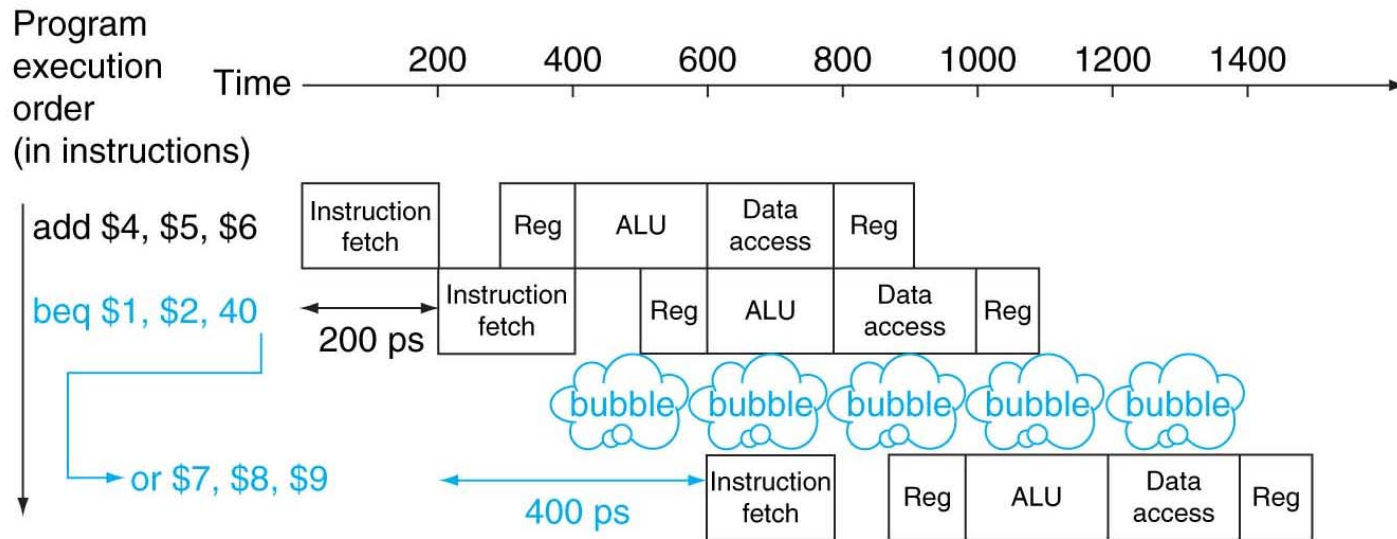 Program
execution
order
(in instructions)
Time
200 400 600 800 1000 1200 1400
add $4, $5, $6
Instruction
fetch
Reg
ALU
Data
access
Reg
beq $1, $2, 40
200 ps
Instruction
fetch
Reg
ALU
Data
access
Reg
bubble bubble bubble bubble bubble
or $7, $8, $9
400 ps
Instruction
fetch
Reg
ALU
Data
access
Reg